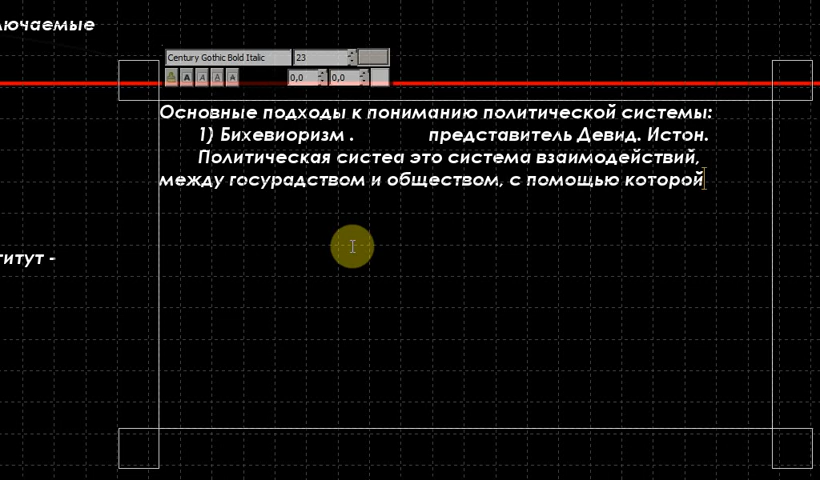 лючаемые
Century Gothic Bold Italic 23
A A A A 0,0 0,0
Основные подходы к пониманию политической системы:
1) Бихевиоризм . представитель Девид. Истон.
Политическая систеа это система взаимодействий,
между госурадством и обществом, с помощью которой
титут -